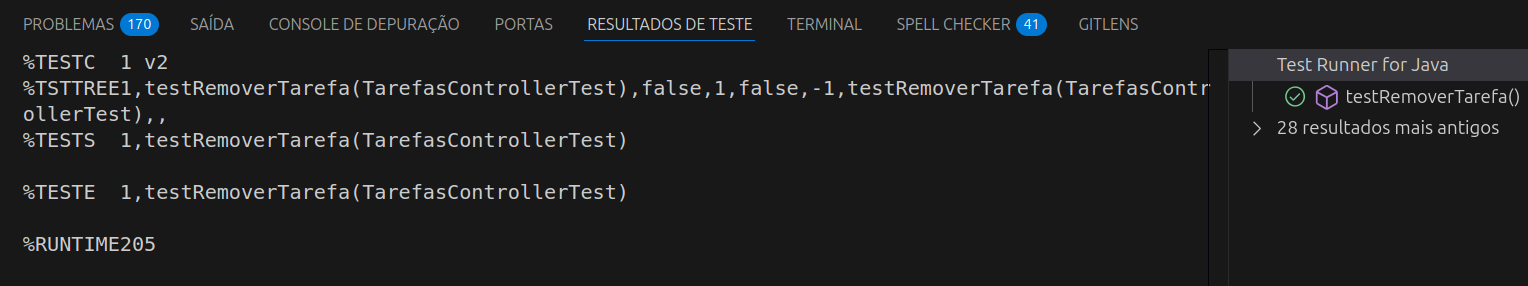 PROBLEMAS 170 SAÍDA CONSOLE DE DEPURAÇÃO PORTAS RESULTADOS DE TESTE TERMINAL SPELL CHECKER 41 GITLENS
%TESTC  1 v2
%TSTTREE1,testRemoverTarefa(TarefasControllerTest),false,1,false,-1,testRemoverTarefa(TarefasContr
ollerTest),,
%TESTS  1,testRemoverTarefa(TarefasControllerTest)
%TESTE  1,testRemoverTarefa(TarefasControllerTest)
%RUNTIME205
Test Runner for Java
testRemoverTarefa()
28 resultados mais antigos